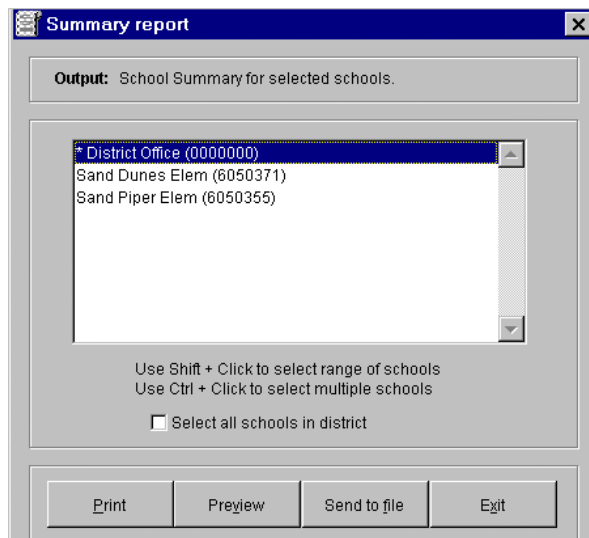 Summary report
Output: School Summary for selected schools.
* District Office (0000000)
Sand Dunes Elem (6050371)
Sand Piper Elem (6050355)
Use Shift + Click to select range of schools
Use Ctrl + Click to select multiple schools
Select all schools in district
Print Preview Send to file Exit